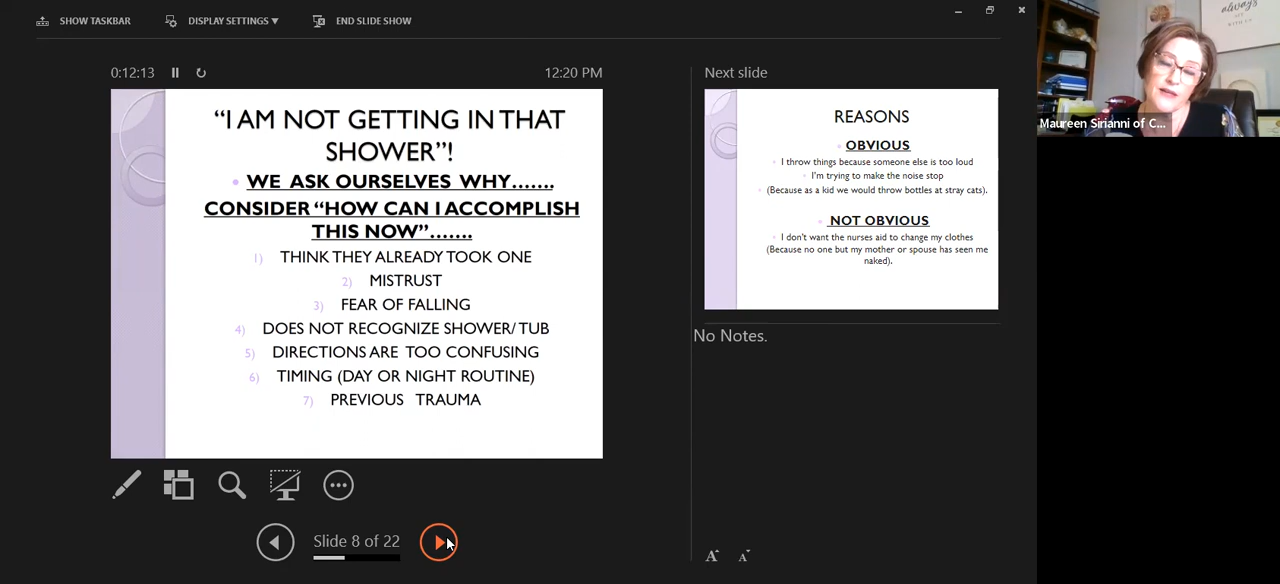 SHOW TASKBAR
DISPLAY SETTINGS ▼
END SLIDE SHOW
0:12:13
12:20 PM
“I AM NOT GETTING IN THAT
SHOWER”!
• WE ASK OURSELVES WHY…….
CONSIDER “HOW CAN I ACCOMPLISH
THIS NOW”…….
1) THINK THEY ALREADY TOOK ONE
2) MISTRUST
3) FEAR OF FALLING
4) DOES NOT RECOGNIZE SHOWER/ TUB
5) DIRECTIONS ARE TOO CONFUSING
6) TIMING (DAY OR NIGHT ROUTINE)
7) PREVIOUS TRAUMA
Slide 8 of 22
Next slide
REASONS
• OBVIOUS
• I throw things because someone else is too loud
• I'm trying to make the noise stop
• (Because as a kid we would throw bottles at stray cats).
• NOT OBVIOUS
• I don't want the nurses aid to change my clothes
(Because no one but my mother or spouse has seen me
naked).
No Notes.
A A
always
Maureen Sirianni of C...